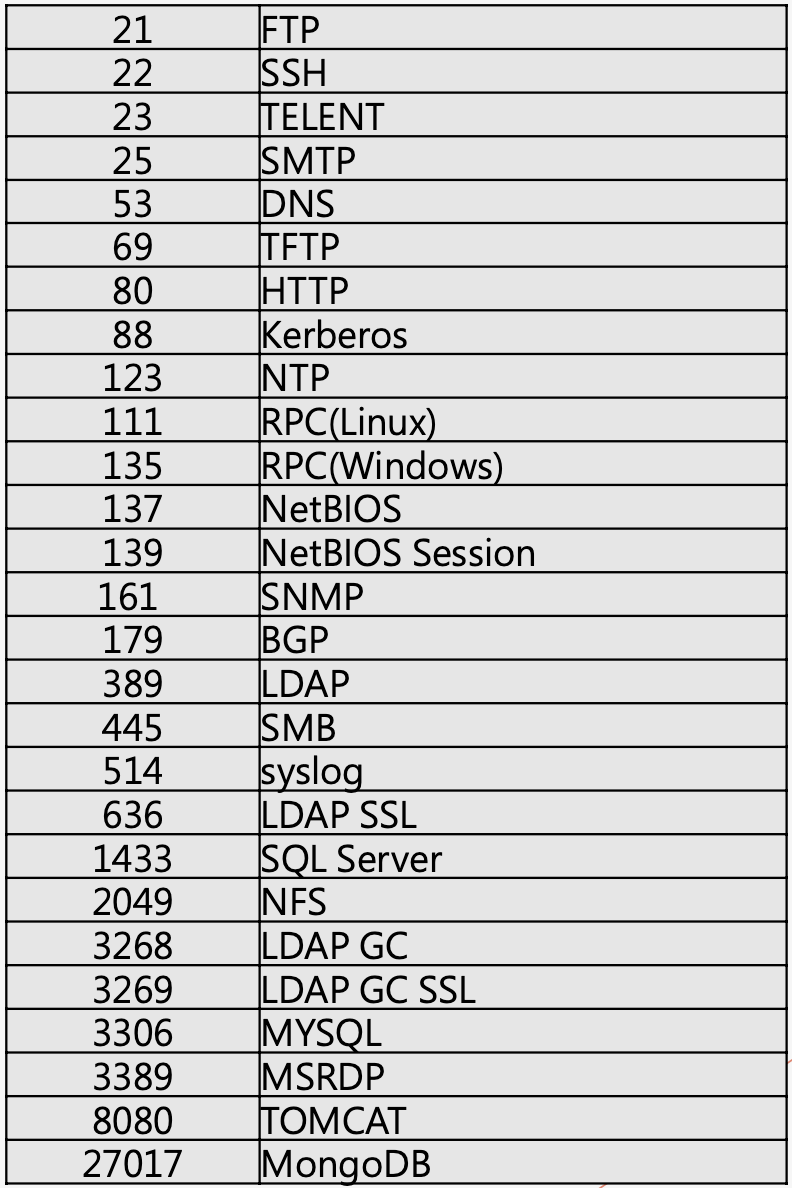 21 FTP
22 SSH
23 TELENT
25 SMTP
53 DNS
69 TFTP
80 HTTP
88 Kerberos
123 NTP
111 RPC(Linux)
135 RPC(Windows)
137 NetBIOS
139 NetBIOS Session
161 SNMP
179 BGP
389 LDAP
445 SMB
514 syslog
636 LDAP SSL
1433 SQL Server
2049 NFS
3268 LDAP GC
3269 LDAP GC SSL
3306 MYSQL
3389 MSRDP
8080 TOMCAT
27017 MongoDB